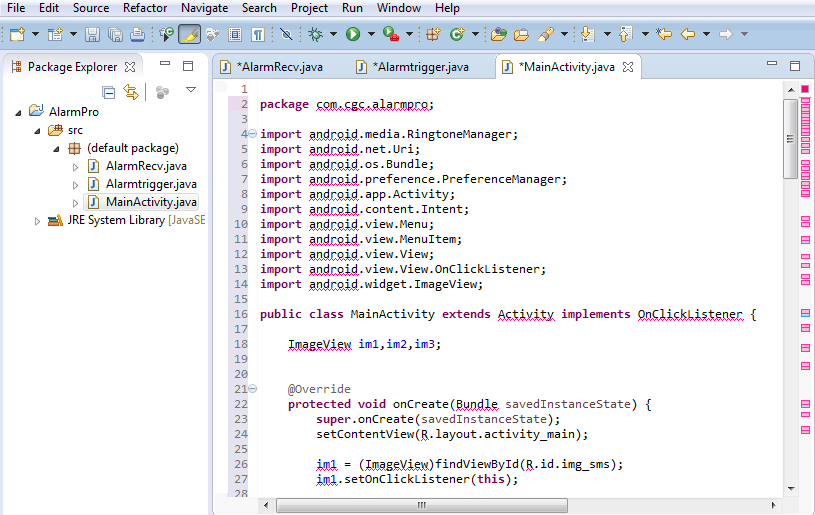 File Edit Source Refactor Navigate Search Project Run Window Help
Package Explorer
AlarmPro
src
(default package)
AlarmRecv.java
Alarmtrigger.java
MainActivity.java
JRE System Library [JavaSE
*AlarmRecv.java *Alarmtrigger.java *MainActivity.java
1
2 package com.cgc.alarmpro;
3
4 import android.media.RingtoneManager;
5 import android.net.Uri;
6 import android.os.Bundle;
7 import android.preference.PreferenceManager;
8 import android.app.Activity;
9 import android.content.Intent;
10 import android.view.Menu;
11 import android.view.MenuItem;
12 import android.view.View;
13 import android.view.View.OnClickListener;
14 import android.widget.ImageView;
15
16 public class MainActivity extends Activity implements OnClickListener {
17
18 ImageView im1,im2,im3;
19
20
21 @Override
22 protected void onCreate(Bundle savedInstanceState) {
23 super.onCreate(savedInstanceState);
24 setContentView(R.layout.activity_main);
25
26 im1 = (ImageView)findViewById(R.id.img_sms);
27 im1.setOnClickListener(this);
28